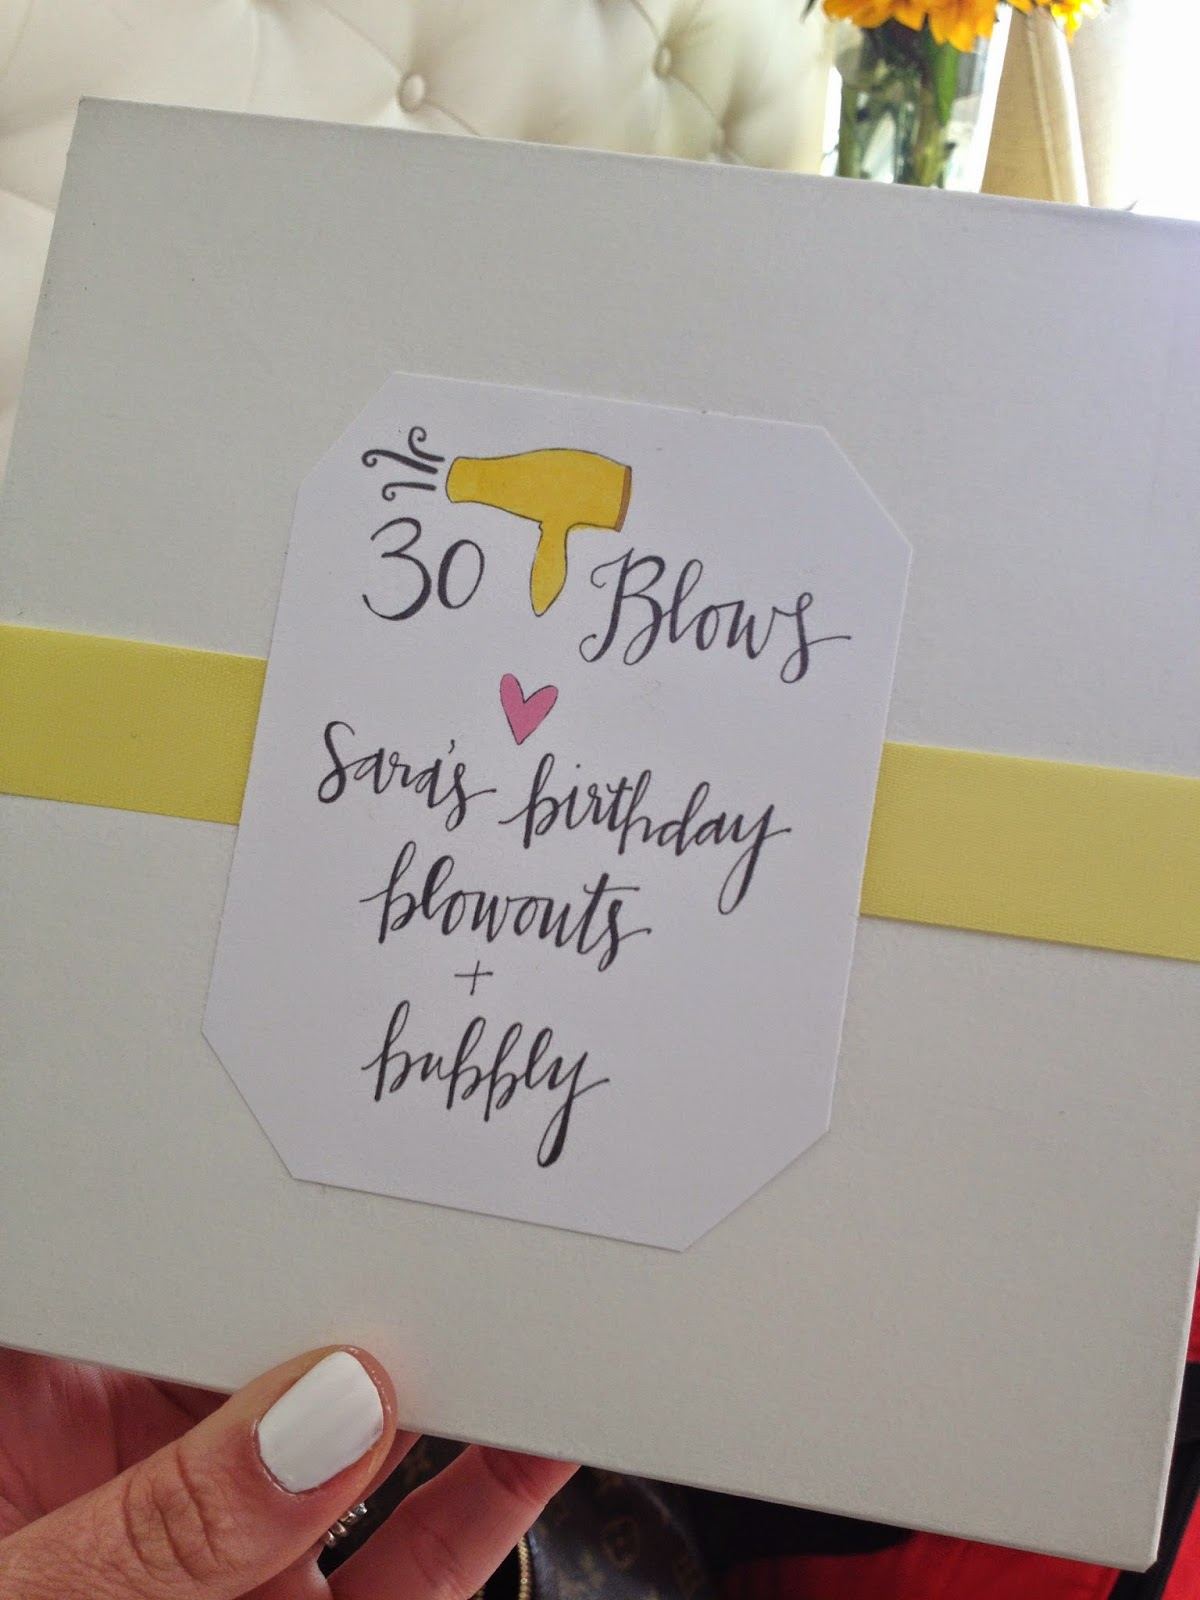 30 Blows
Sara's birthday
blowouts
+
bubbly